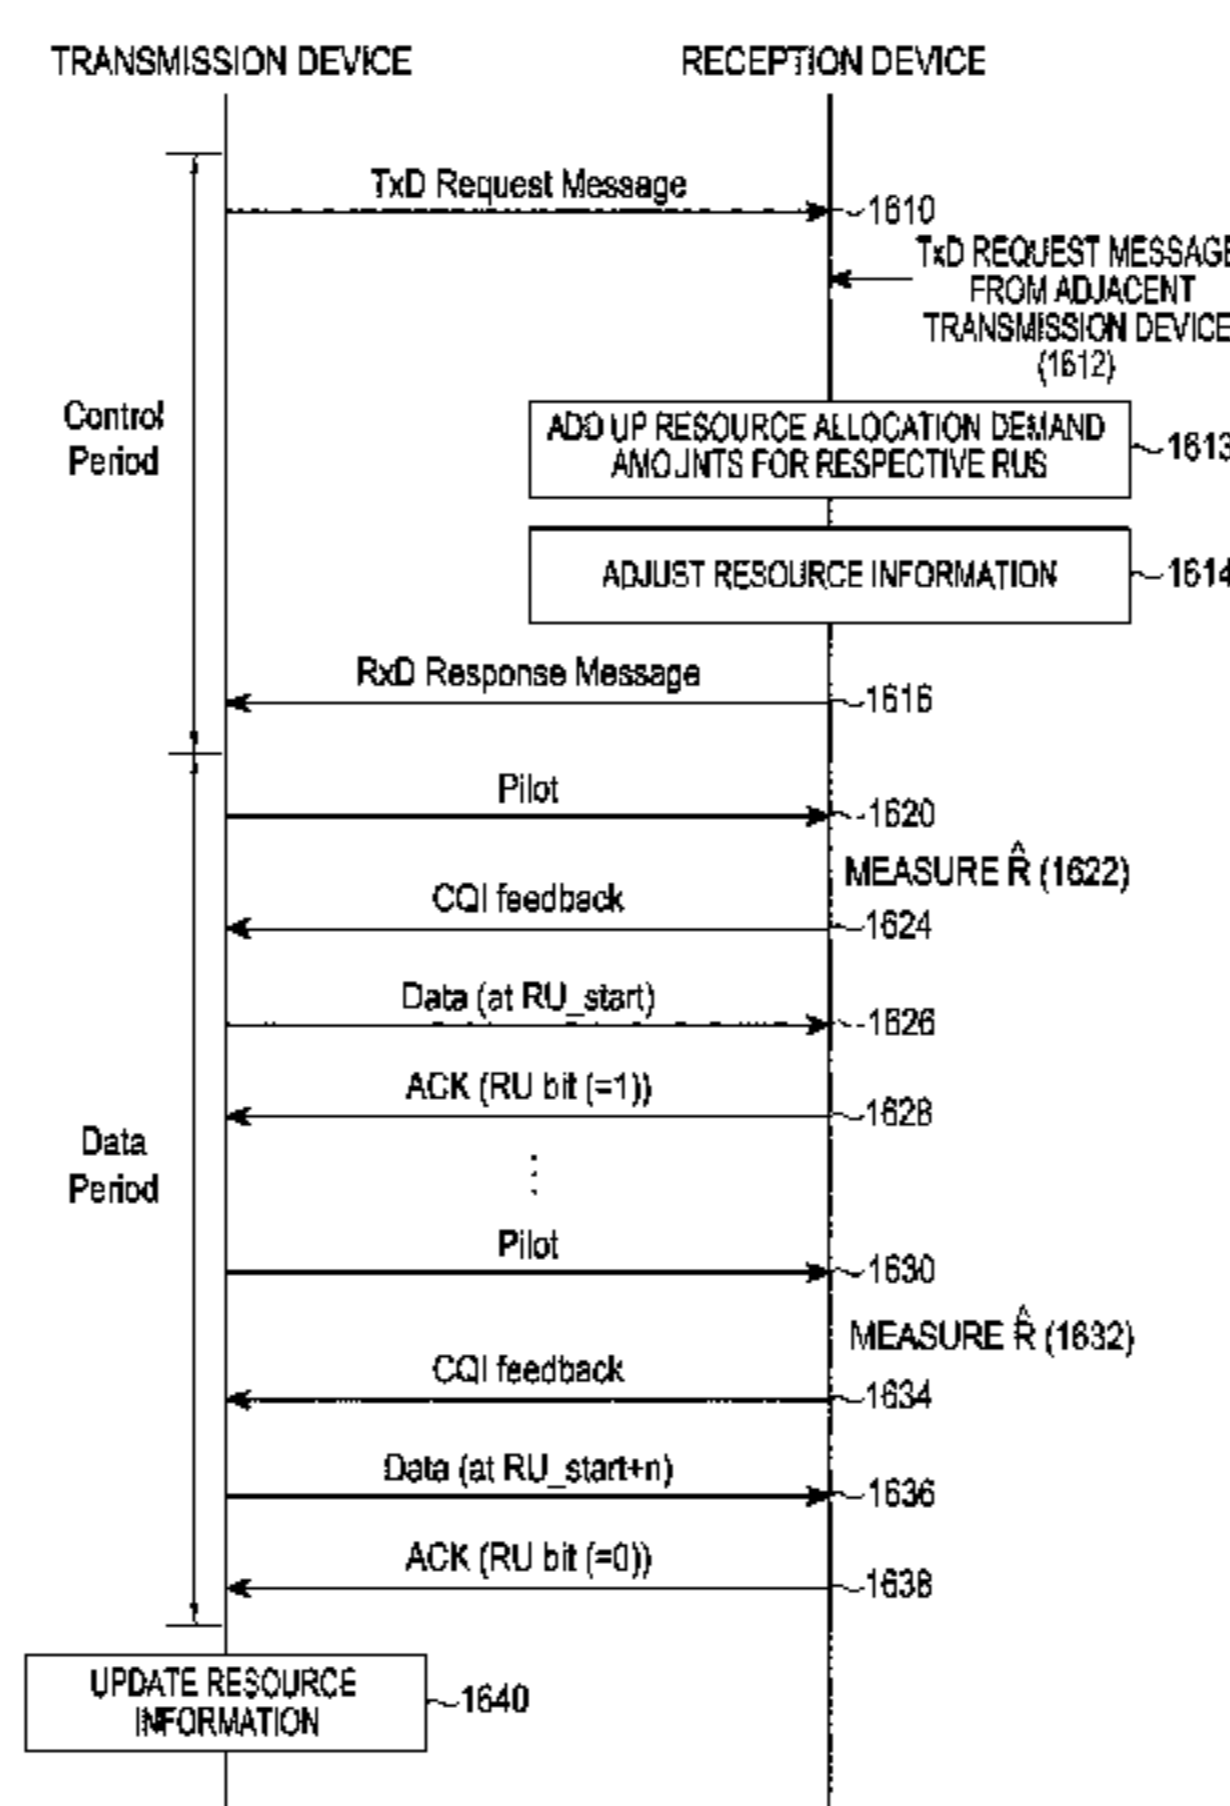 TRANSMISSION DEVICE
RECEPTION DEVICE
TxD Request Message
1610
TxD REQUEST MESSAGE
FROM ADJACENT
TRANSMISSION DEVICE
(1612)
Control
Period
ADD UP RESOURCE ALLOCATION DEMAND
AMOUNTS FOR RESPECTIVE RUS
1613
ADJUST RESOURCE INFORMATION
1614
RxD Response Message
1616
Pilot
1620
MEASURE R̂ (1622)
CQI feedback
1624
Data (at RU_start)
1626
ACK (RU bit (=1))
1628
Data
Period
⋮
Pilot
1630
MEASURE R̂ (1632)
CQI feedback
1634
Data (at RU_start+n)
1636
ACK (RU bit (=0))
1638
UPDATE RESOURCE
INFORMATION
1640